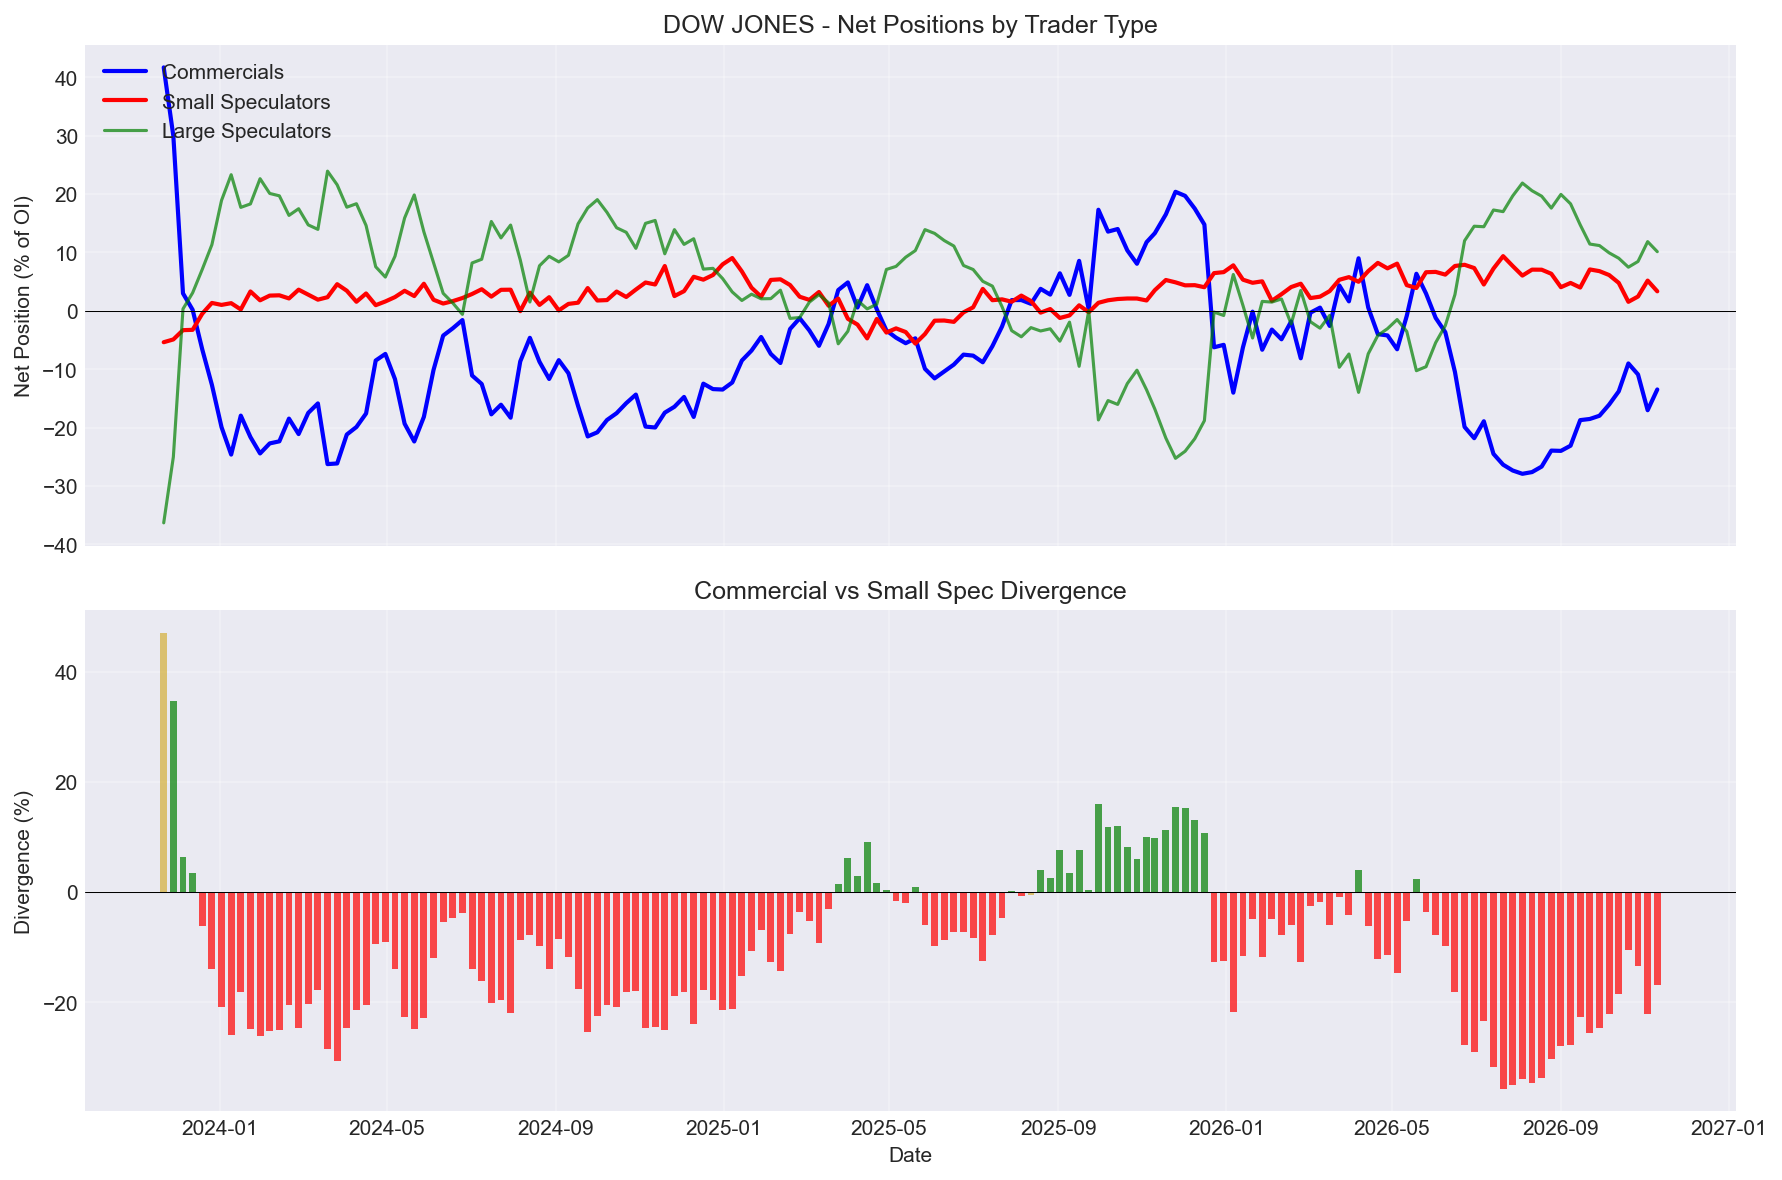 DOW JONES - Net Positions by Trader Type
Net Position (% of OI)
40
30
20
10
0
−10
−20
−30
−40
Commercials
Small Speculators
Large Speculators
Commercial vs Small Spec Divergence
Divergence (%)
40
20
0
−20
2024-01 2024-05 2024-09 2025-01 2025-05 2025-09 2026-01 2026-05 2026-09 2027-01
Date